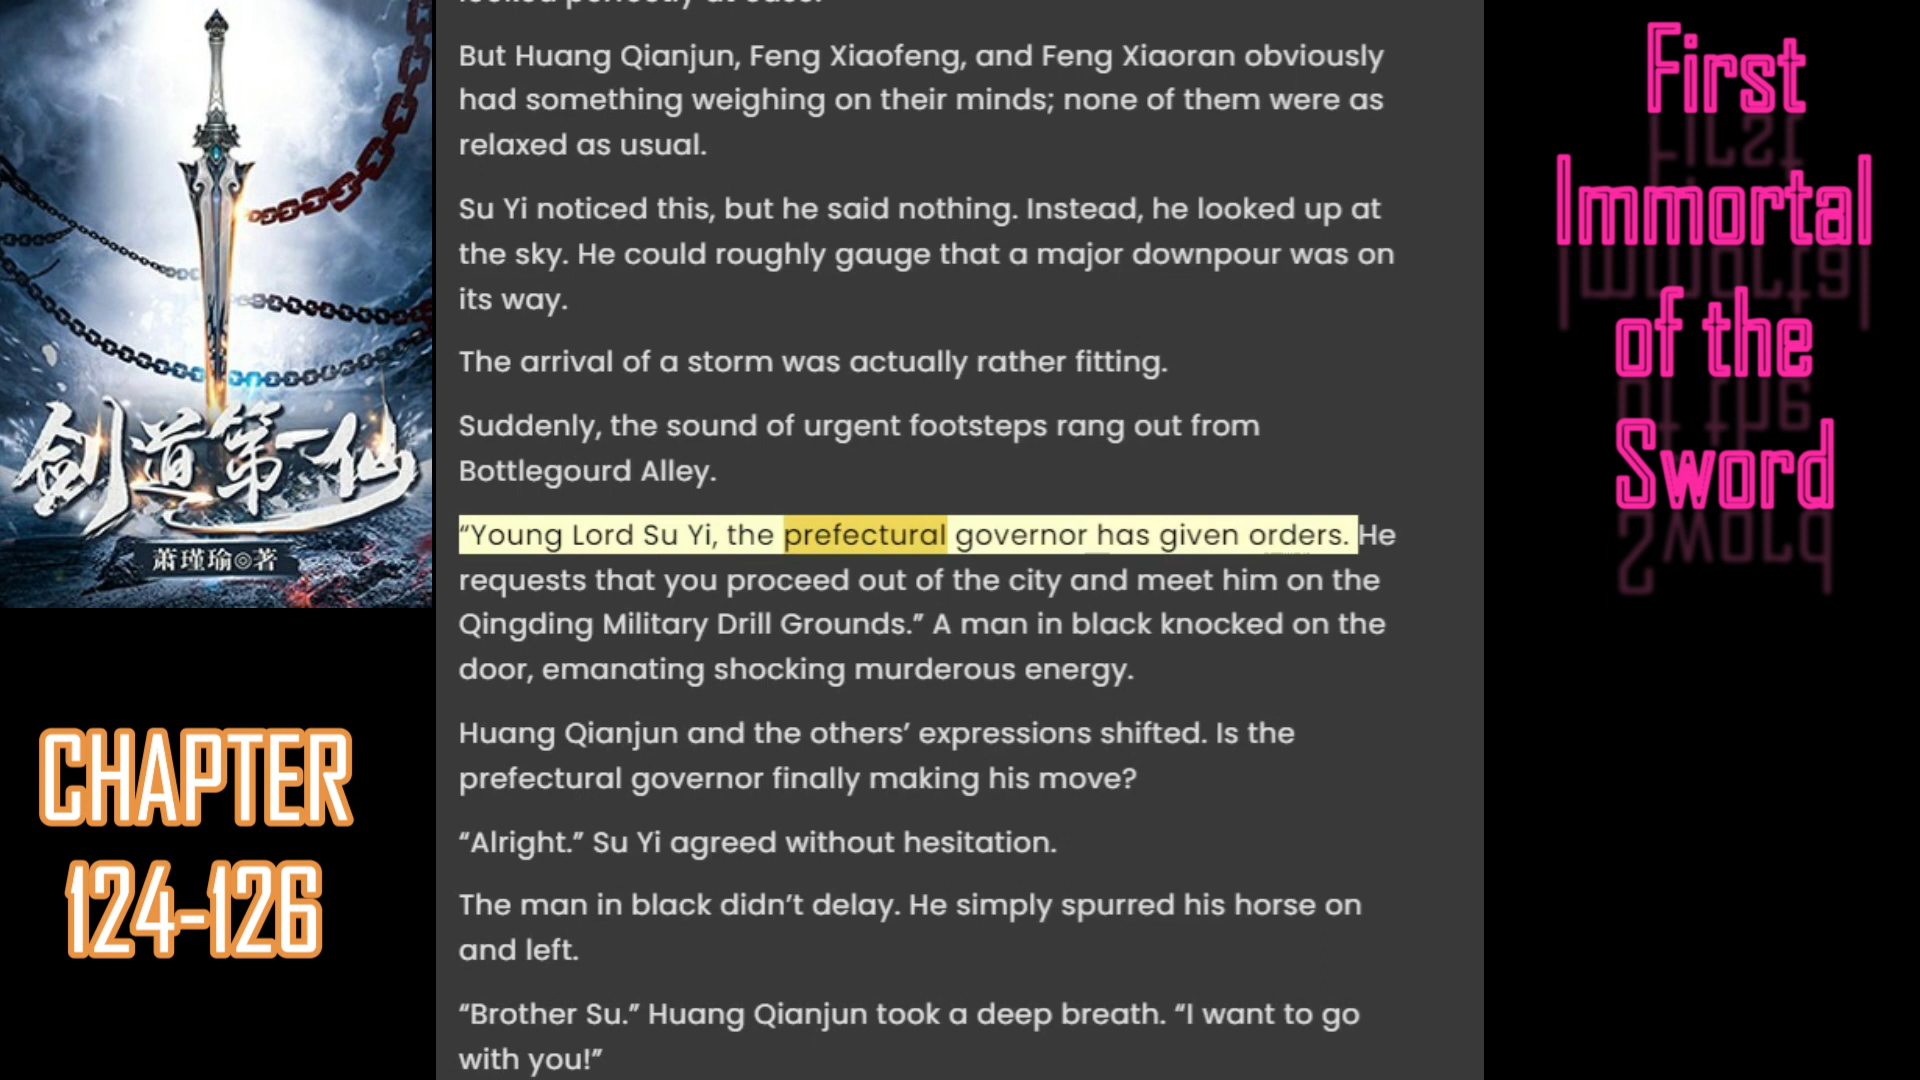 剑道第一仙
萧瑾瑜◎著
CHAPTER
124-126
But Huang Qianjun, Feng Xiaofeng, and Feng Xiaoran obviously
had something weighing on their minds; none of them were as
relaxed as usual.
Su Yi noticed this, but he said nothing. Instead, he looked up at
the sky. He could roughly gauge that a major downpour was on
its way.
The arrival of a storm was actually rather fitting.
Suddenly, the sound of urgent footsteps rang out from
Bottlegourd Alley.
“Young Lord Su Yi, the prefectural governor has given orders. He
requests that you proceed out of the city and meet him on the
Qingding Military Drill Grounds.” A man in black knocked on the
door, emanating shocking murderous energy.
Huang Qianjun and the others’ expressions shifted. Is the
prefectural governor finally making his move?
“Alright.” Su Yi agreed without hesitation.
The man in black didn’t delay. He simply spurred his horse on
and left.
“Brother Su.” Huang Qianjun took a deep breath. “I want to go
with you!”
First
Immortal
of the
Sword